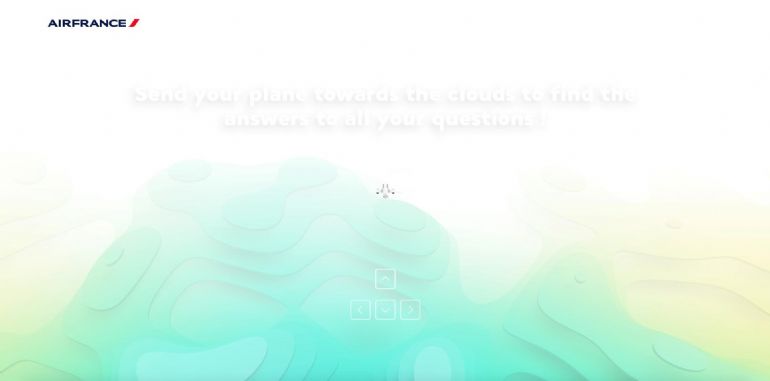 AIRFRANCE
Send your plane towards the clouds to find the
answers to all your questions !